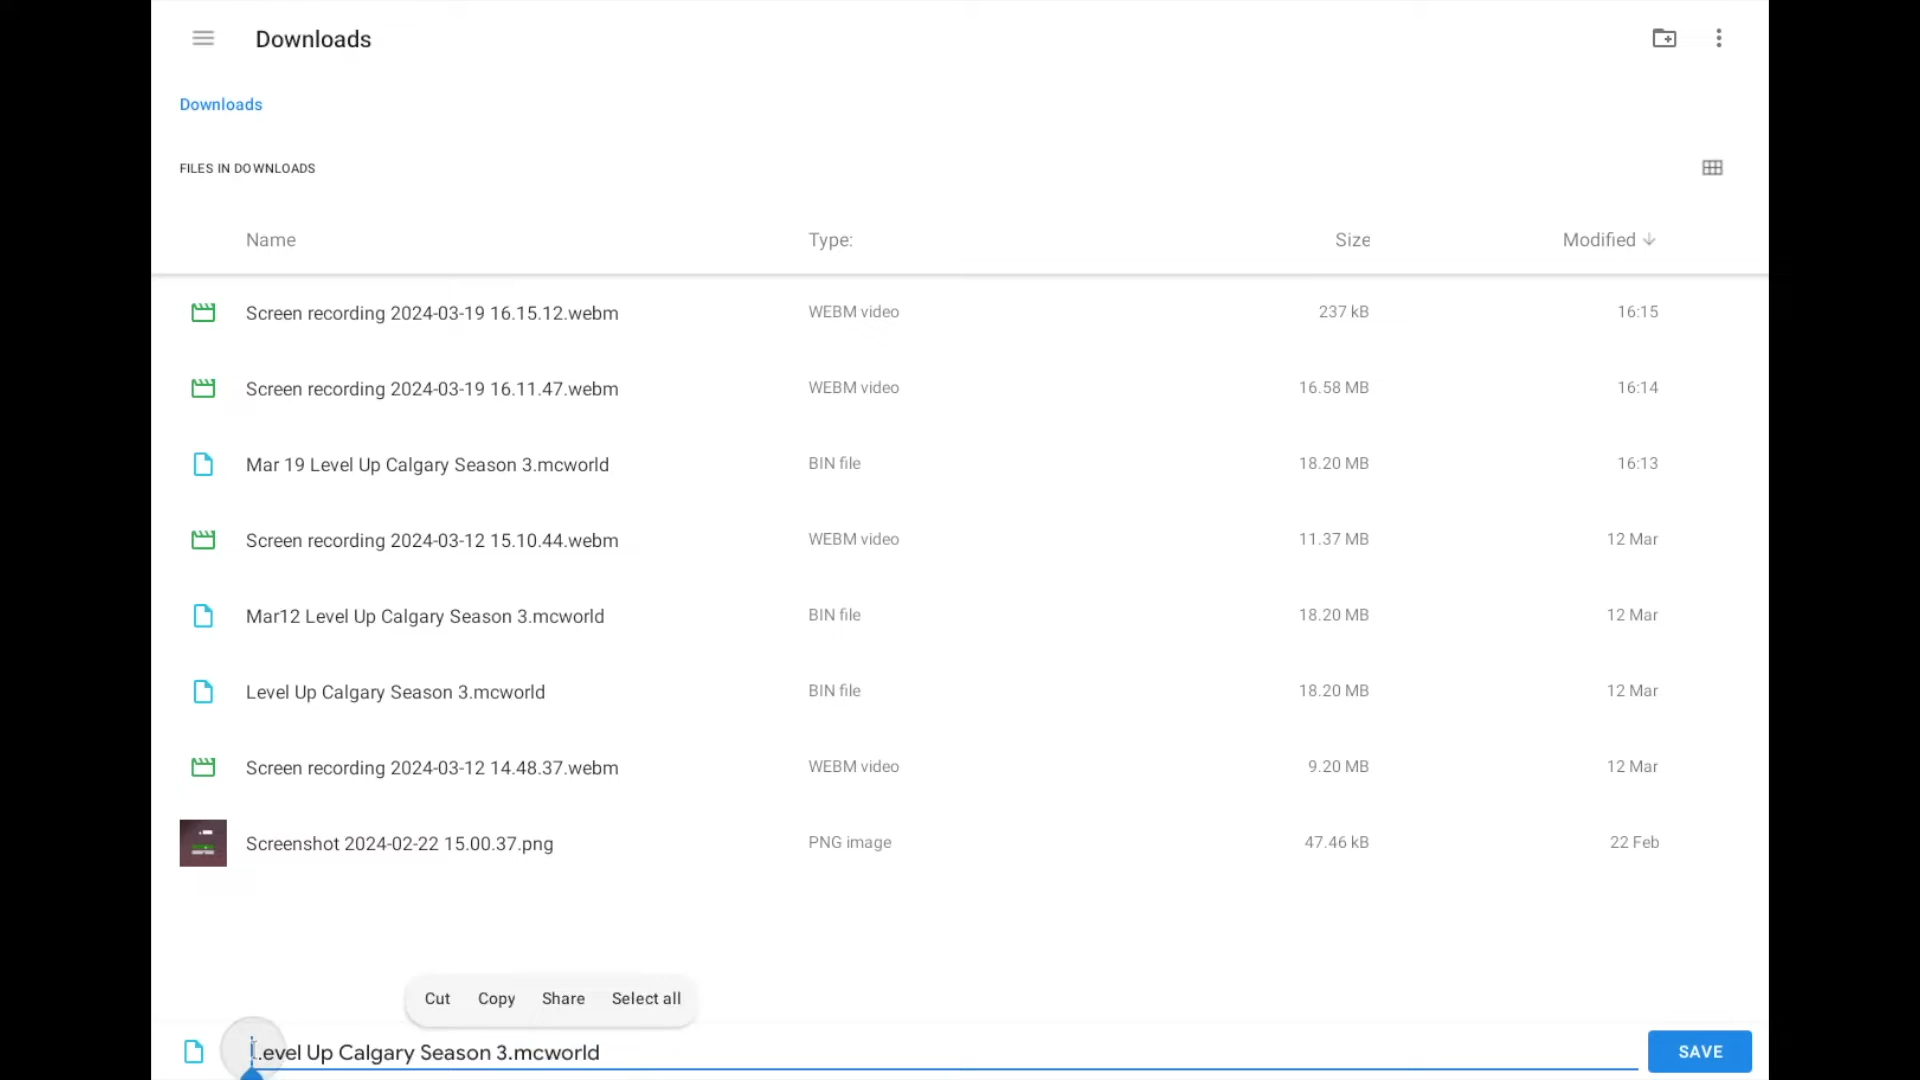 Downloads
Downloads
FILES IN DOWNLOADS
Name Type: Size Modified
Screen recording 2024-03-19 16.15.12.webm WEBM video 237 kB 16:15
Screen recording 2024-03-19 16.11.47.webm WEBM video 16.58 MB 16:14
Mar 19 Level Up Calgary Season 3.mcworld BIN file 18.20 MB 16:13
Screen recording 2024-03-12 15.10.44.webm WEBM video 11.37 MB 12 Mar
Mar12 Level Up Calgary Season 3.mcworld BIN file 18.20 MB 12 Mar
Level Up Calgary Season 3.mcworld BIN file 18.20 MB 12 Mar
Screen recording 2024-03-12 14.48.37.webm WEBM video 9.20 MB 12 Mar
Screenshot 2024-02-22 15.00.37.png PNG image 47.46 kB 22 Feb
Cut Copy Share Select all
Level Up Calgary Season 3.mcworld SAVE